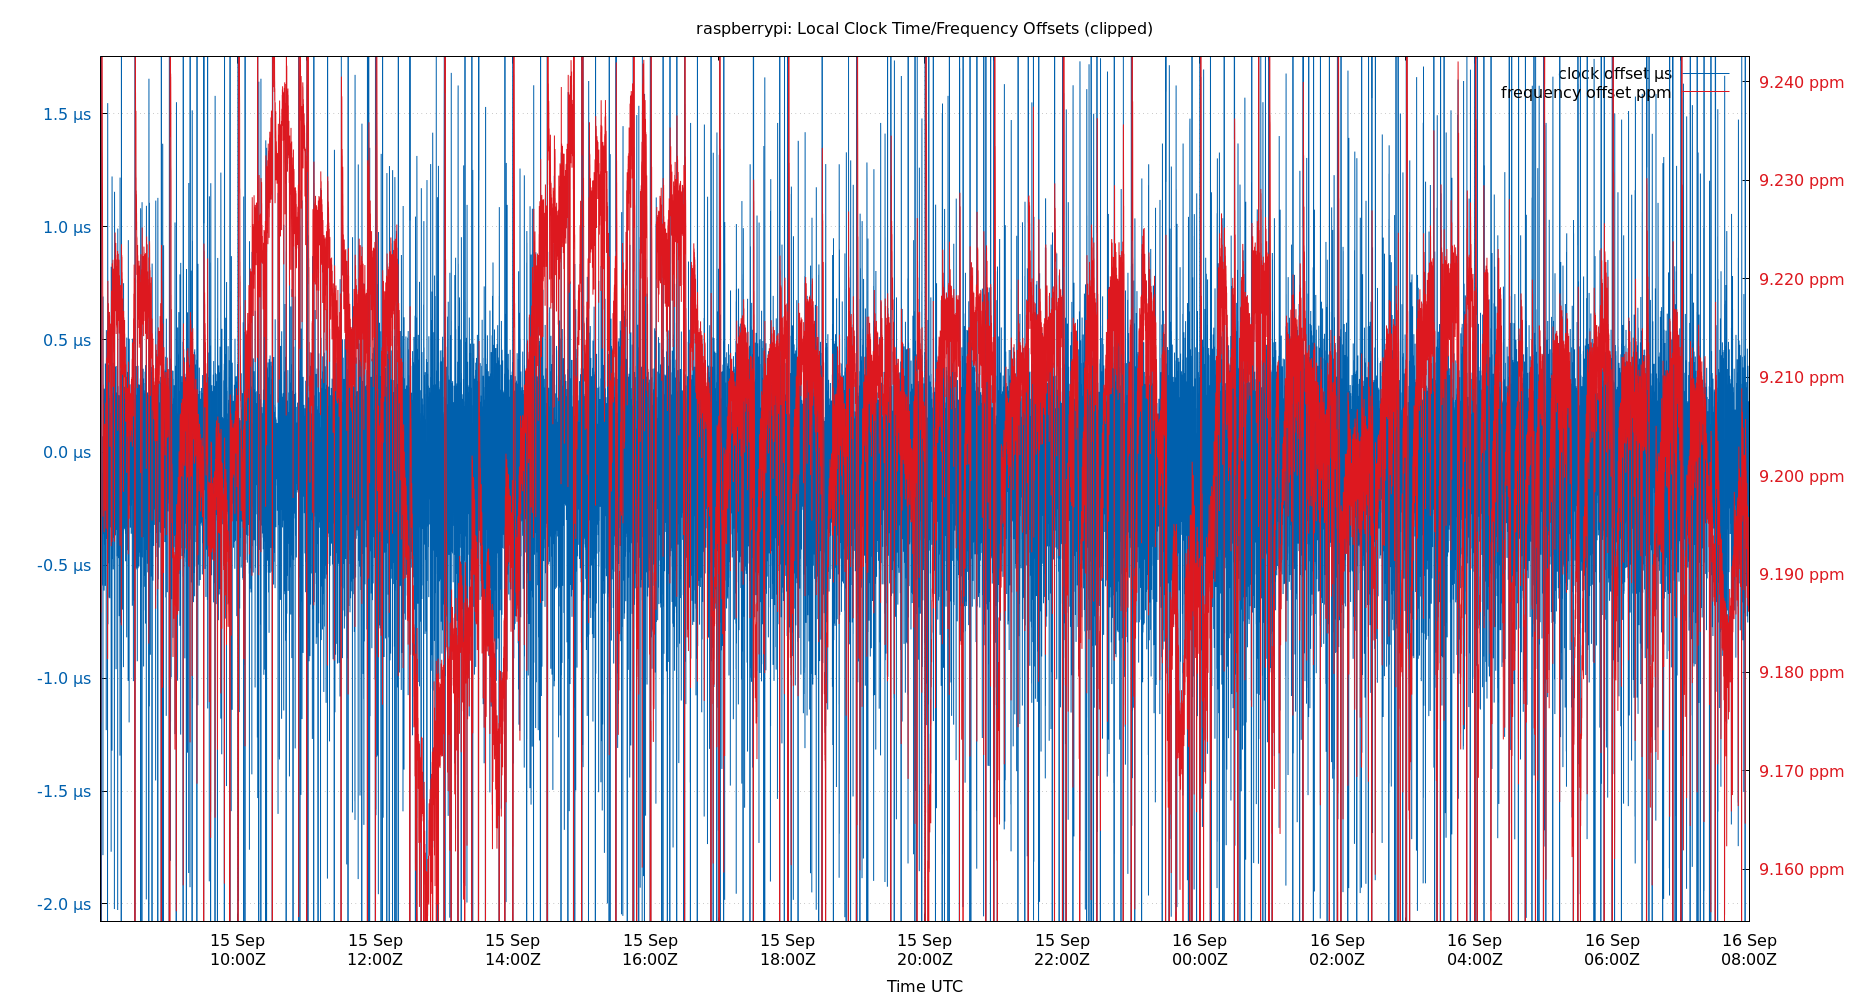 raspberrypi: Local Clock Time/Frequency Offsets (clipped)
clock offset µs
frequency offset ppm
1.5 µs
1.0 µs
0.5 µs
0.0 µs
-0.5 µs
-1.0 µs
-1.5 µs
-2.0 µs
9.240 ppm
9.230 ppm
9.220 ppm
9.210 ppm
9.200 ppm
9.190 ppm
9.180 ppm
9.170 ppm
9.160 ppm
15 Sep
10:00Z
15 Sep
12:00Z
15 Sep
14:00Z
15 Sep
16:00Z
15 Sep
18:00Z
15 Sep
20:00Z
15 Sep
22:00Z
16 Sep
00:00Z
16 Sep
02:00Z
16 Sep
04:00Z
16 Sep
06:00Z
16 Sep
08:00Z
Time UTC